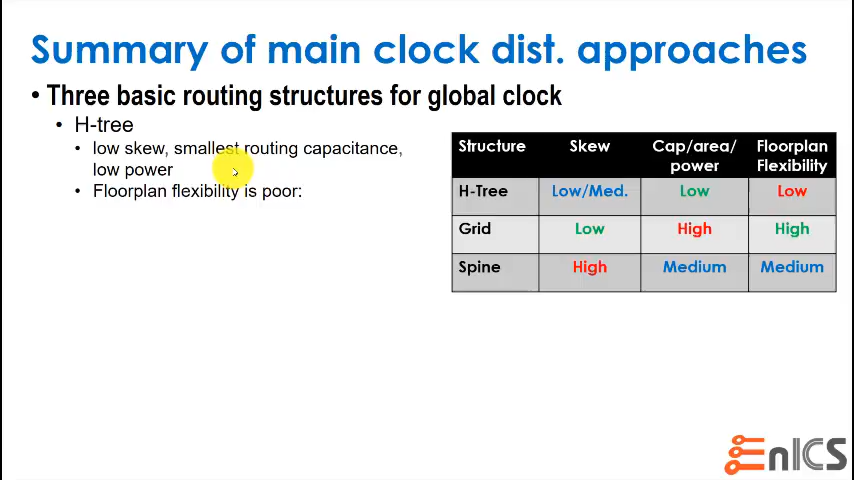 Summary of main clock dist. approaches
• Three basic routing structures for global clock
• H-tree
• low skew, smallest routing capacitance,
low power
• Floorplan flexibility is poor:
Structure Skew Cap/area/ Floorplan
power Flexibility
H-Tree Low/Med. Low Low
Grid Low High High
Spine High Medium Medium
EnICS